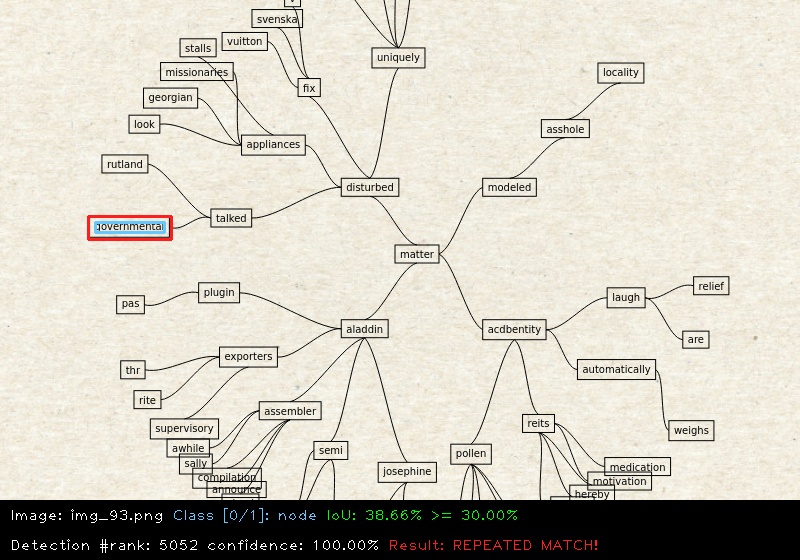 svenska
vuitton
stalls
uniquely
missionaries
locality
fix
georgian
look
asshole
appliances
rutland
disturbed
modeled
talked
governmental
matter
relief
plugin
laugh
pas
aladdin
acdbentity
are
exporters
thr
automatically
rite
assembler
reits
supervisory
weighs
awhile
semi
pollen
sally
medication
josephine
compilation
motivation
announce
hereby
Image: img_93.png Class [0/1]: node IoU: 38.66% >= 30.00%
Detection #rank: 5052 confidence: 100.00% Result: REPEATED MATCH!